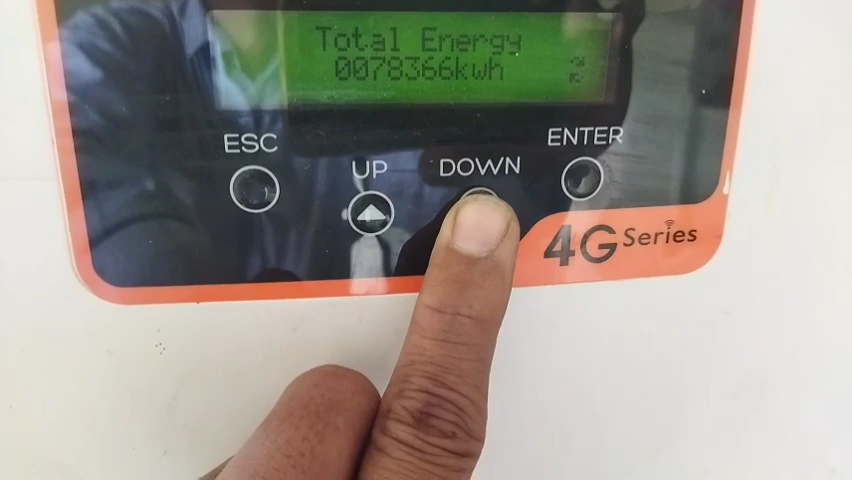 Total Energy
0078366kwh
ESC
UP
DOWN
ENTER
4G Series